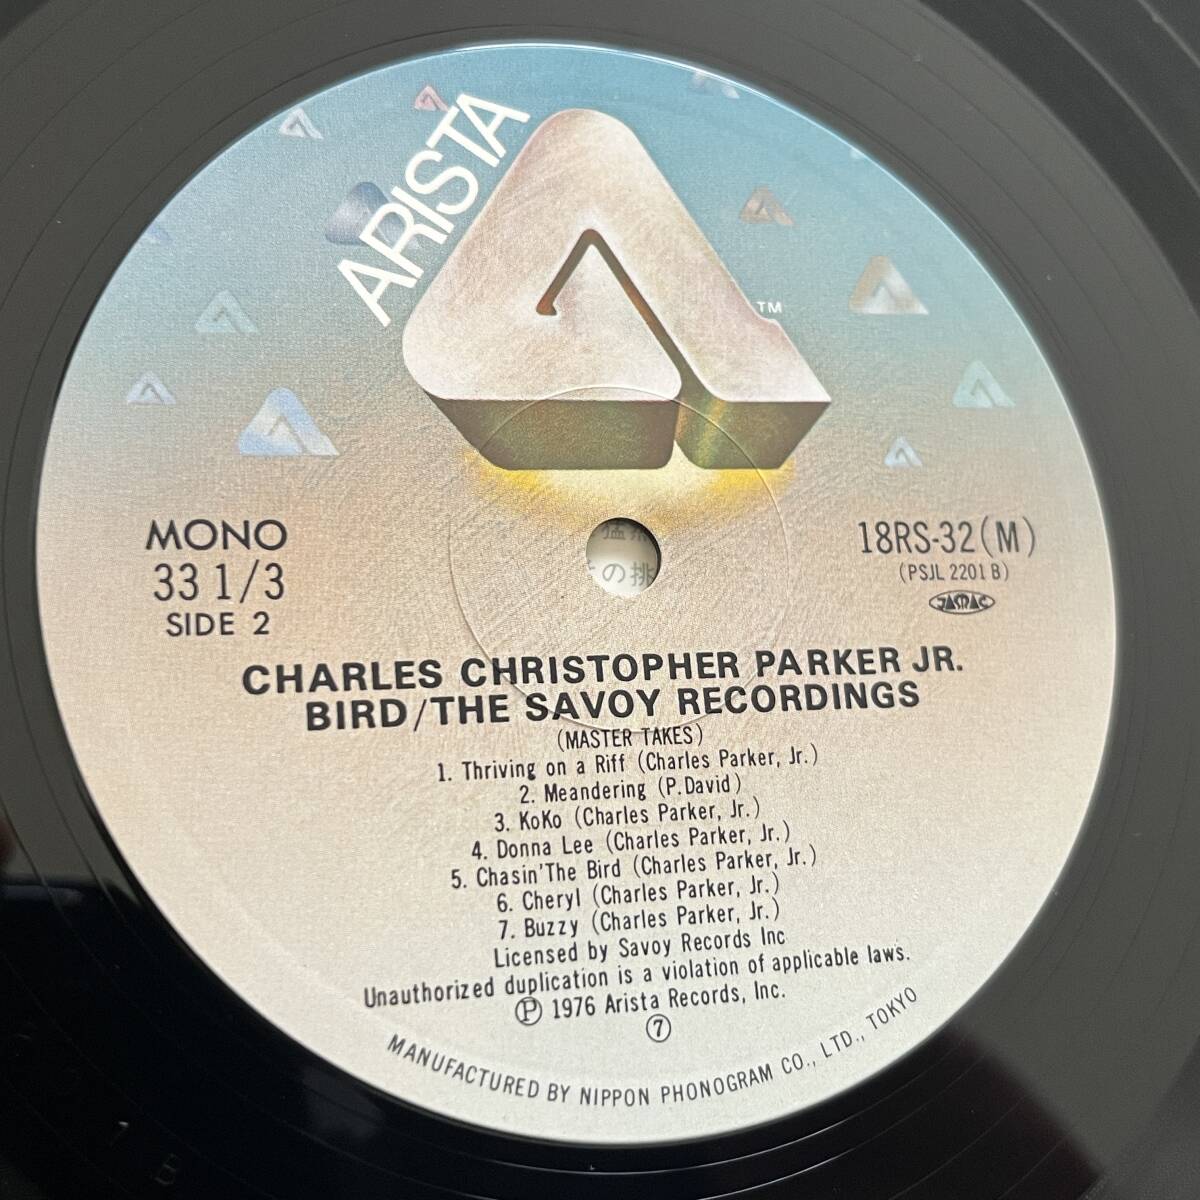 ARISTA
TM
MONO
33 1/3
SIDE 2
18RS-32(M)
(PSJL 2201 B)
JASRAC
CHARLES CHRISTOPHER PARKER JR.
BIRD/THE SAVOY RECORDINGS
(MASTER TAKES)
1. Thriving on a Riff (Charles Parker, Jr.)
2. Meandering (P.David)
3. KoKo (Charles Parker, Jr.)
4. Donna Lee (Charles Parker, Jr.)
5. Chasin'The Bird (Charles Parker, Jr.)
6. Cheryl (Charles Parker, Jr.)
7. Buzzy (Charles Parker, Jr.)
Licensed by Savoy Records Inc
Unauthorized duplication is a violation of applicable laws.
Ⓟ 1976 Arista Records, Inc.
⑦
MANUFACTURED BY NIPPON PHONOGRAM CO., LTD., TOKYO
の挑